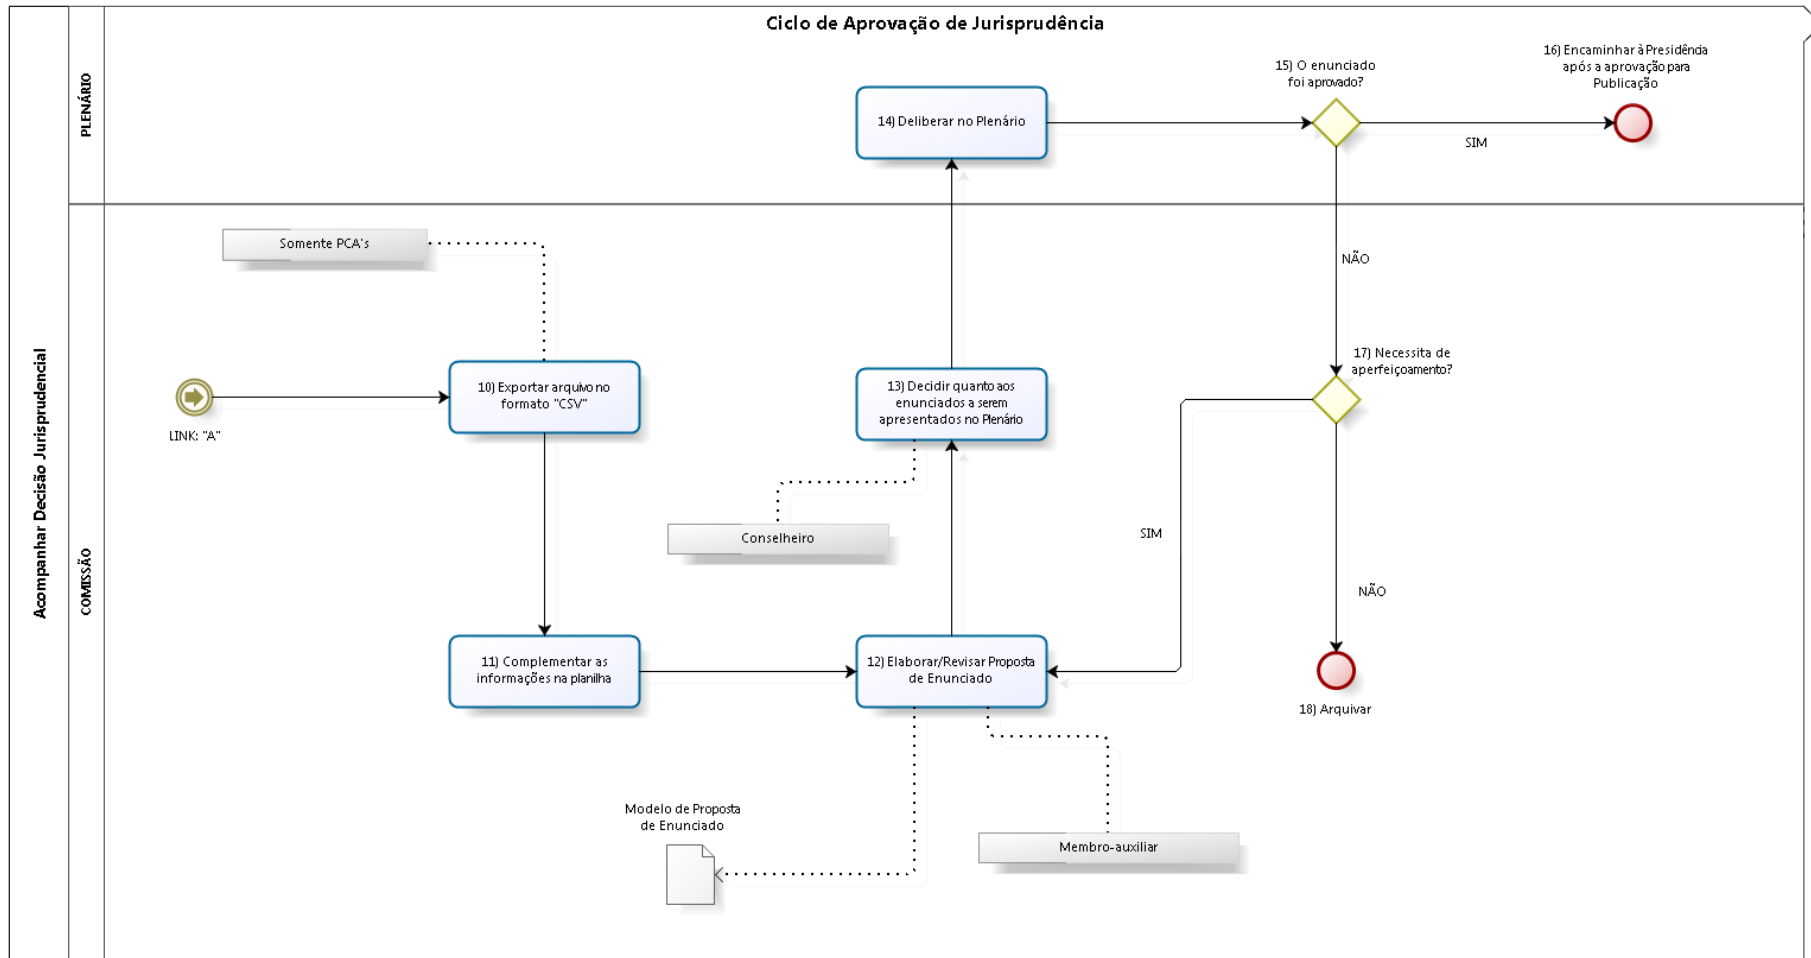 Ciclo de Aprovação de Jurisprudência
Acompanhar Decisão Jurisprudencial
PLENÁRIO
14) Deliberar no Plenário
15) O enunciado
foi aprovado?
SIM
16) Encaminhar à Presidência
após a aprovação para
Publicação
NÃO
COMISSÃO
Somente PCA's
LINK: "A"
10) Exportar arquivo no
formato "CSV"
13) Decidir quanto aos
enunciados a serem
apresentados no Plenário
17) Necessita de
aperfeiçoamento?
Conselheiro
SIM
NÃO
11) Complementar as
informações na planilha
12) Elaborar/Revisar Proposta
de Enunciado
18) Arquivar
Modelo de Proposta
de Enunciado
Membro-auxiliar